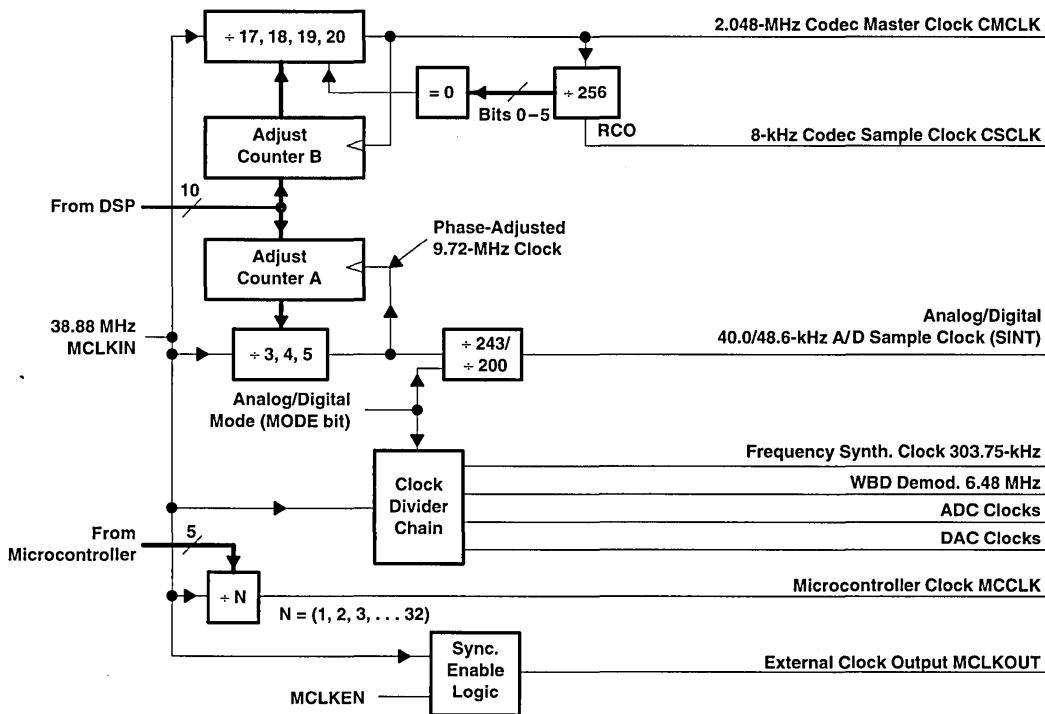 ÷ 17, 18, 19, 20
2.048-MHz Codec Master Clock CMCLK
= 0
÷ 256
Bits 0–5
RCO
8-kHz Codec Sample Clock CSCLK
Adjust
Counter B
10
From DSP
Phase-Adjusted
9.72-MHz Clock
Adjust
Counter A
38.88 MHz
MCLKIN
÷ 3, 4, 5
÷ 243/
÷ 200
Analog/Digital
40.0/48.6-kHz A/D Sample Clock (SINT)
Analog/Digital
Mode (MODE bit)
Clock
Divider
Chain
Frequency Synth. Clock 303.75-kHz
WBD Demod. 6.48 MHz
ADC Clocks
DAC Clocks
From
Microcontroller
5
÷ N
N = (1, 2, 3, . . . 32)
Microcontroller Clock MCCLK
Sync.
Enable
Logic
MCLKEN
External Clock Output MCLKOUT